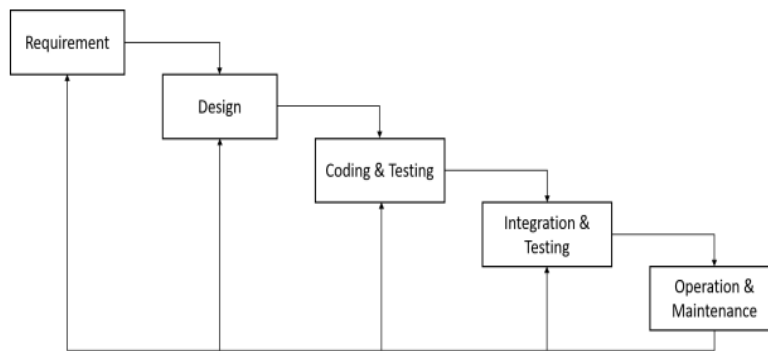 Requirement
Design
Coding & Testing
Integration &
Testing
Operation &
Maintenance